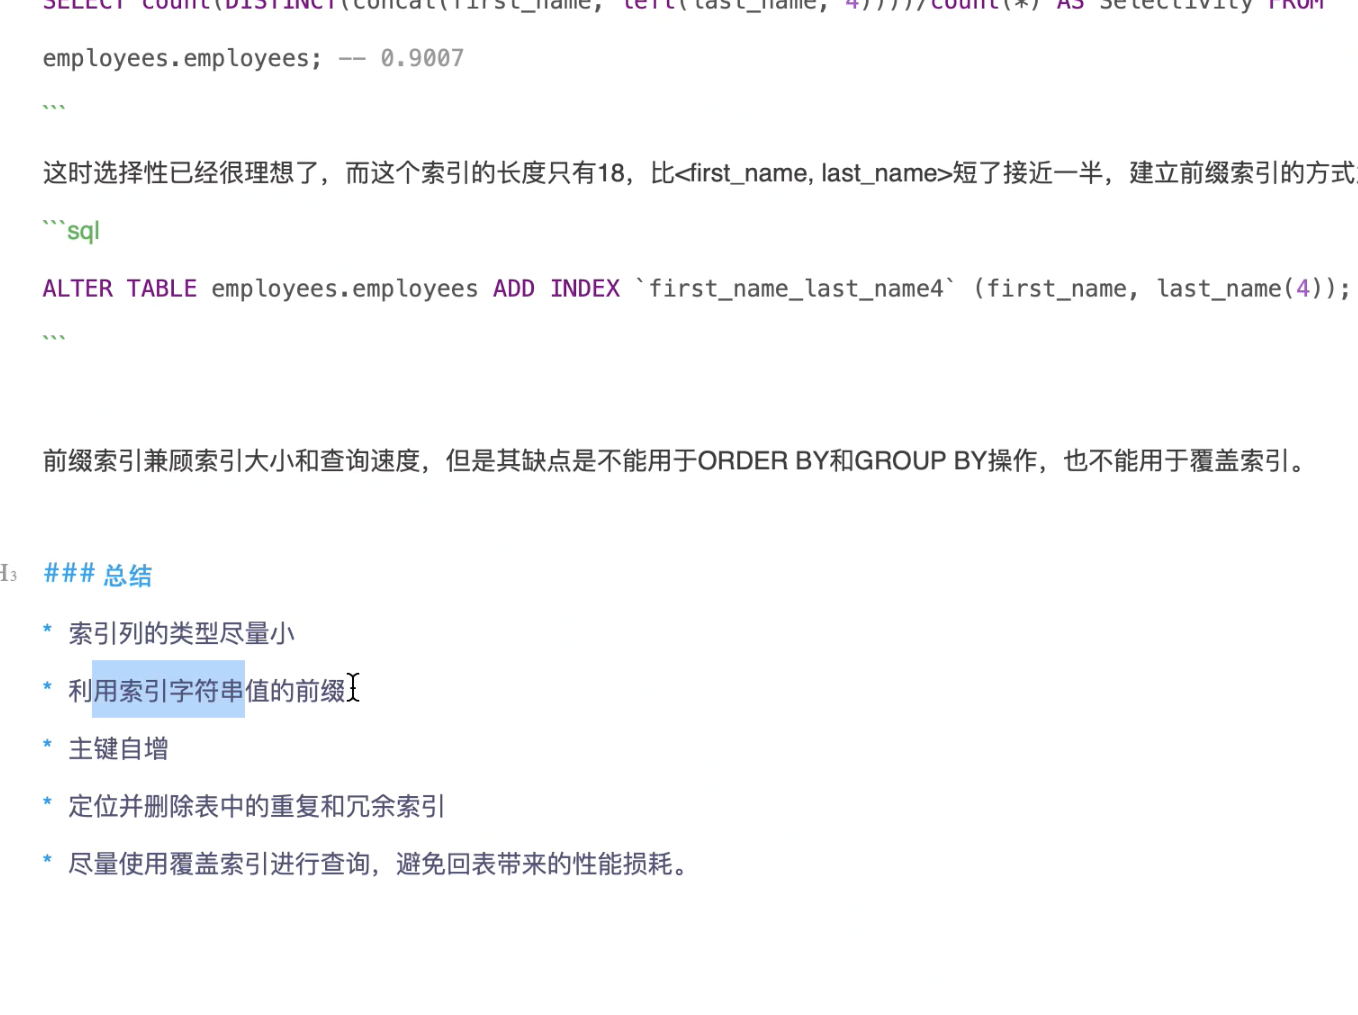 SELECT count(DISTINCT(concat(first_name, left(last_name, 4))))/count(*) AS Selectivity FROM
employees.employees; -- 0.9007
```
这时选择性已经很理想了，而这个索引的长度只有18，比<first_name, last_name>短了接近一半，建立前缀索引的方式
```sql
ALTER TABLE employees.employees ADD INDEX `first_name_last_name4` (first_name, last_name(4));
```
前缀索引兼顾索引大小和查询速度，但是其缺点是不能用于ORDER BY和GROUP BY操作，也不能用于覆盖索引。
H3 ### 总结
* 索引列的类型尽量小
* 利用索引字符串值的前缀
* 主键自增
* 定位并删除表中的重复和冗余索引
* 尽量使用覆盖索引进行查询，避免回表带来的性能损耗。